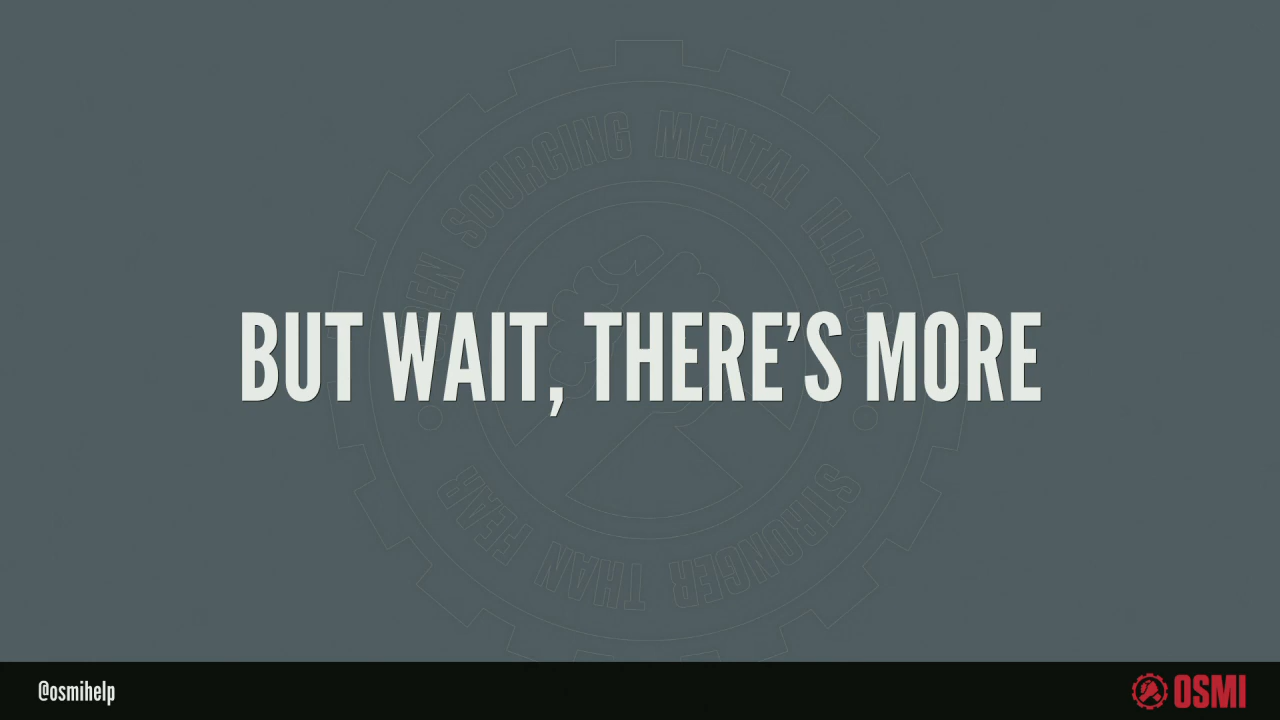 OPEN SOURCING MENTAL ILLNESS
BUT WAIT, THERE’S MORE
STRONGER THAN FEAR
@osmihelp
OSMI